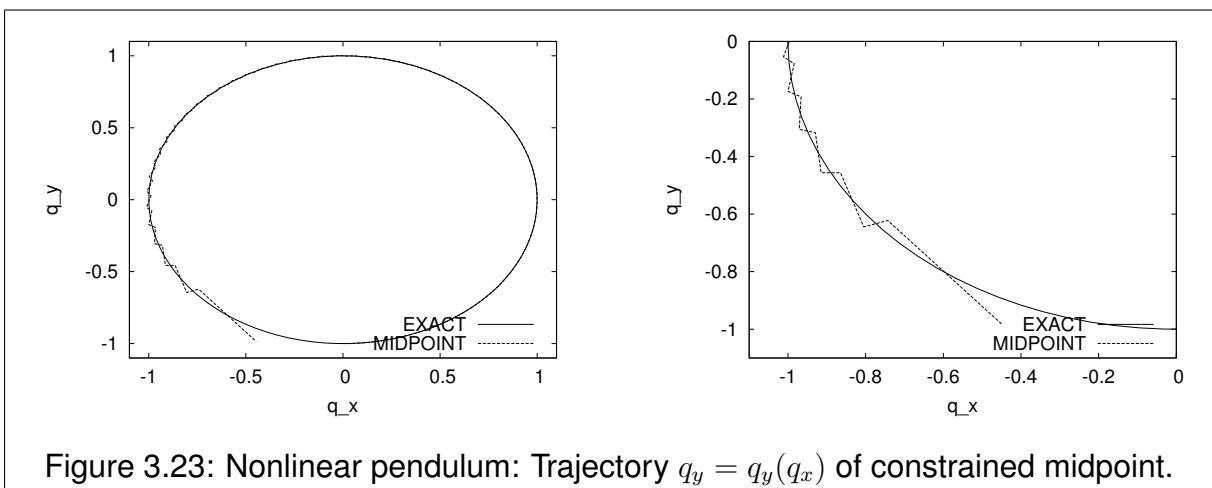 1
0.5
0
-0.5
-1
q_y
-1 -0.5 0 0.5 1
q_x
EXACT
MIDPOINT
0
-0.2
-0.4
-0.6
-0.8
-1
q_y
-1 -0.8 -0.6 -0.4 -0.2 0
q_x
EXACT
MIDPOINT
Figure 3.23: Nonlinear pendulum: Trajectory q_y = q_y(q_x) of constrained midpoint.